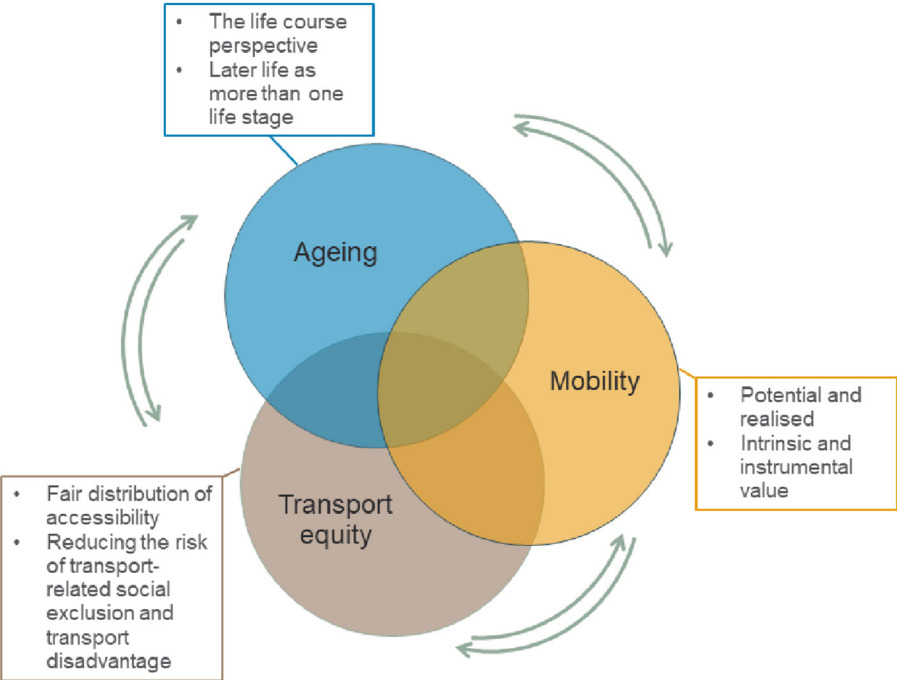 • The life course
perspective
• Later life as
more than one
life stage
Ageing
Mobility
• Potential and
realised
• Intrinsic and
instrumental
value
Transport
equity
• Fair distribution of
accessibility
• Reducing the risk
of transport-
related social
exclusion and
transport
disadvantage